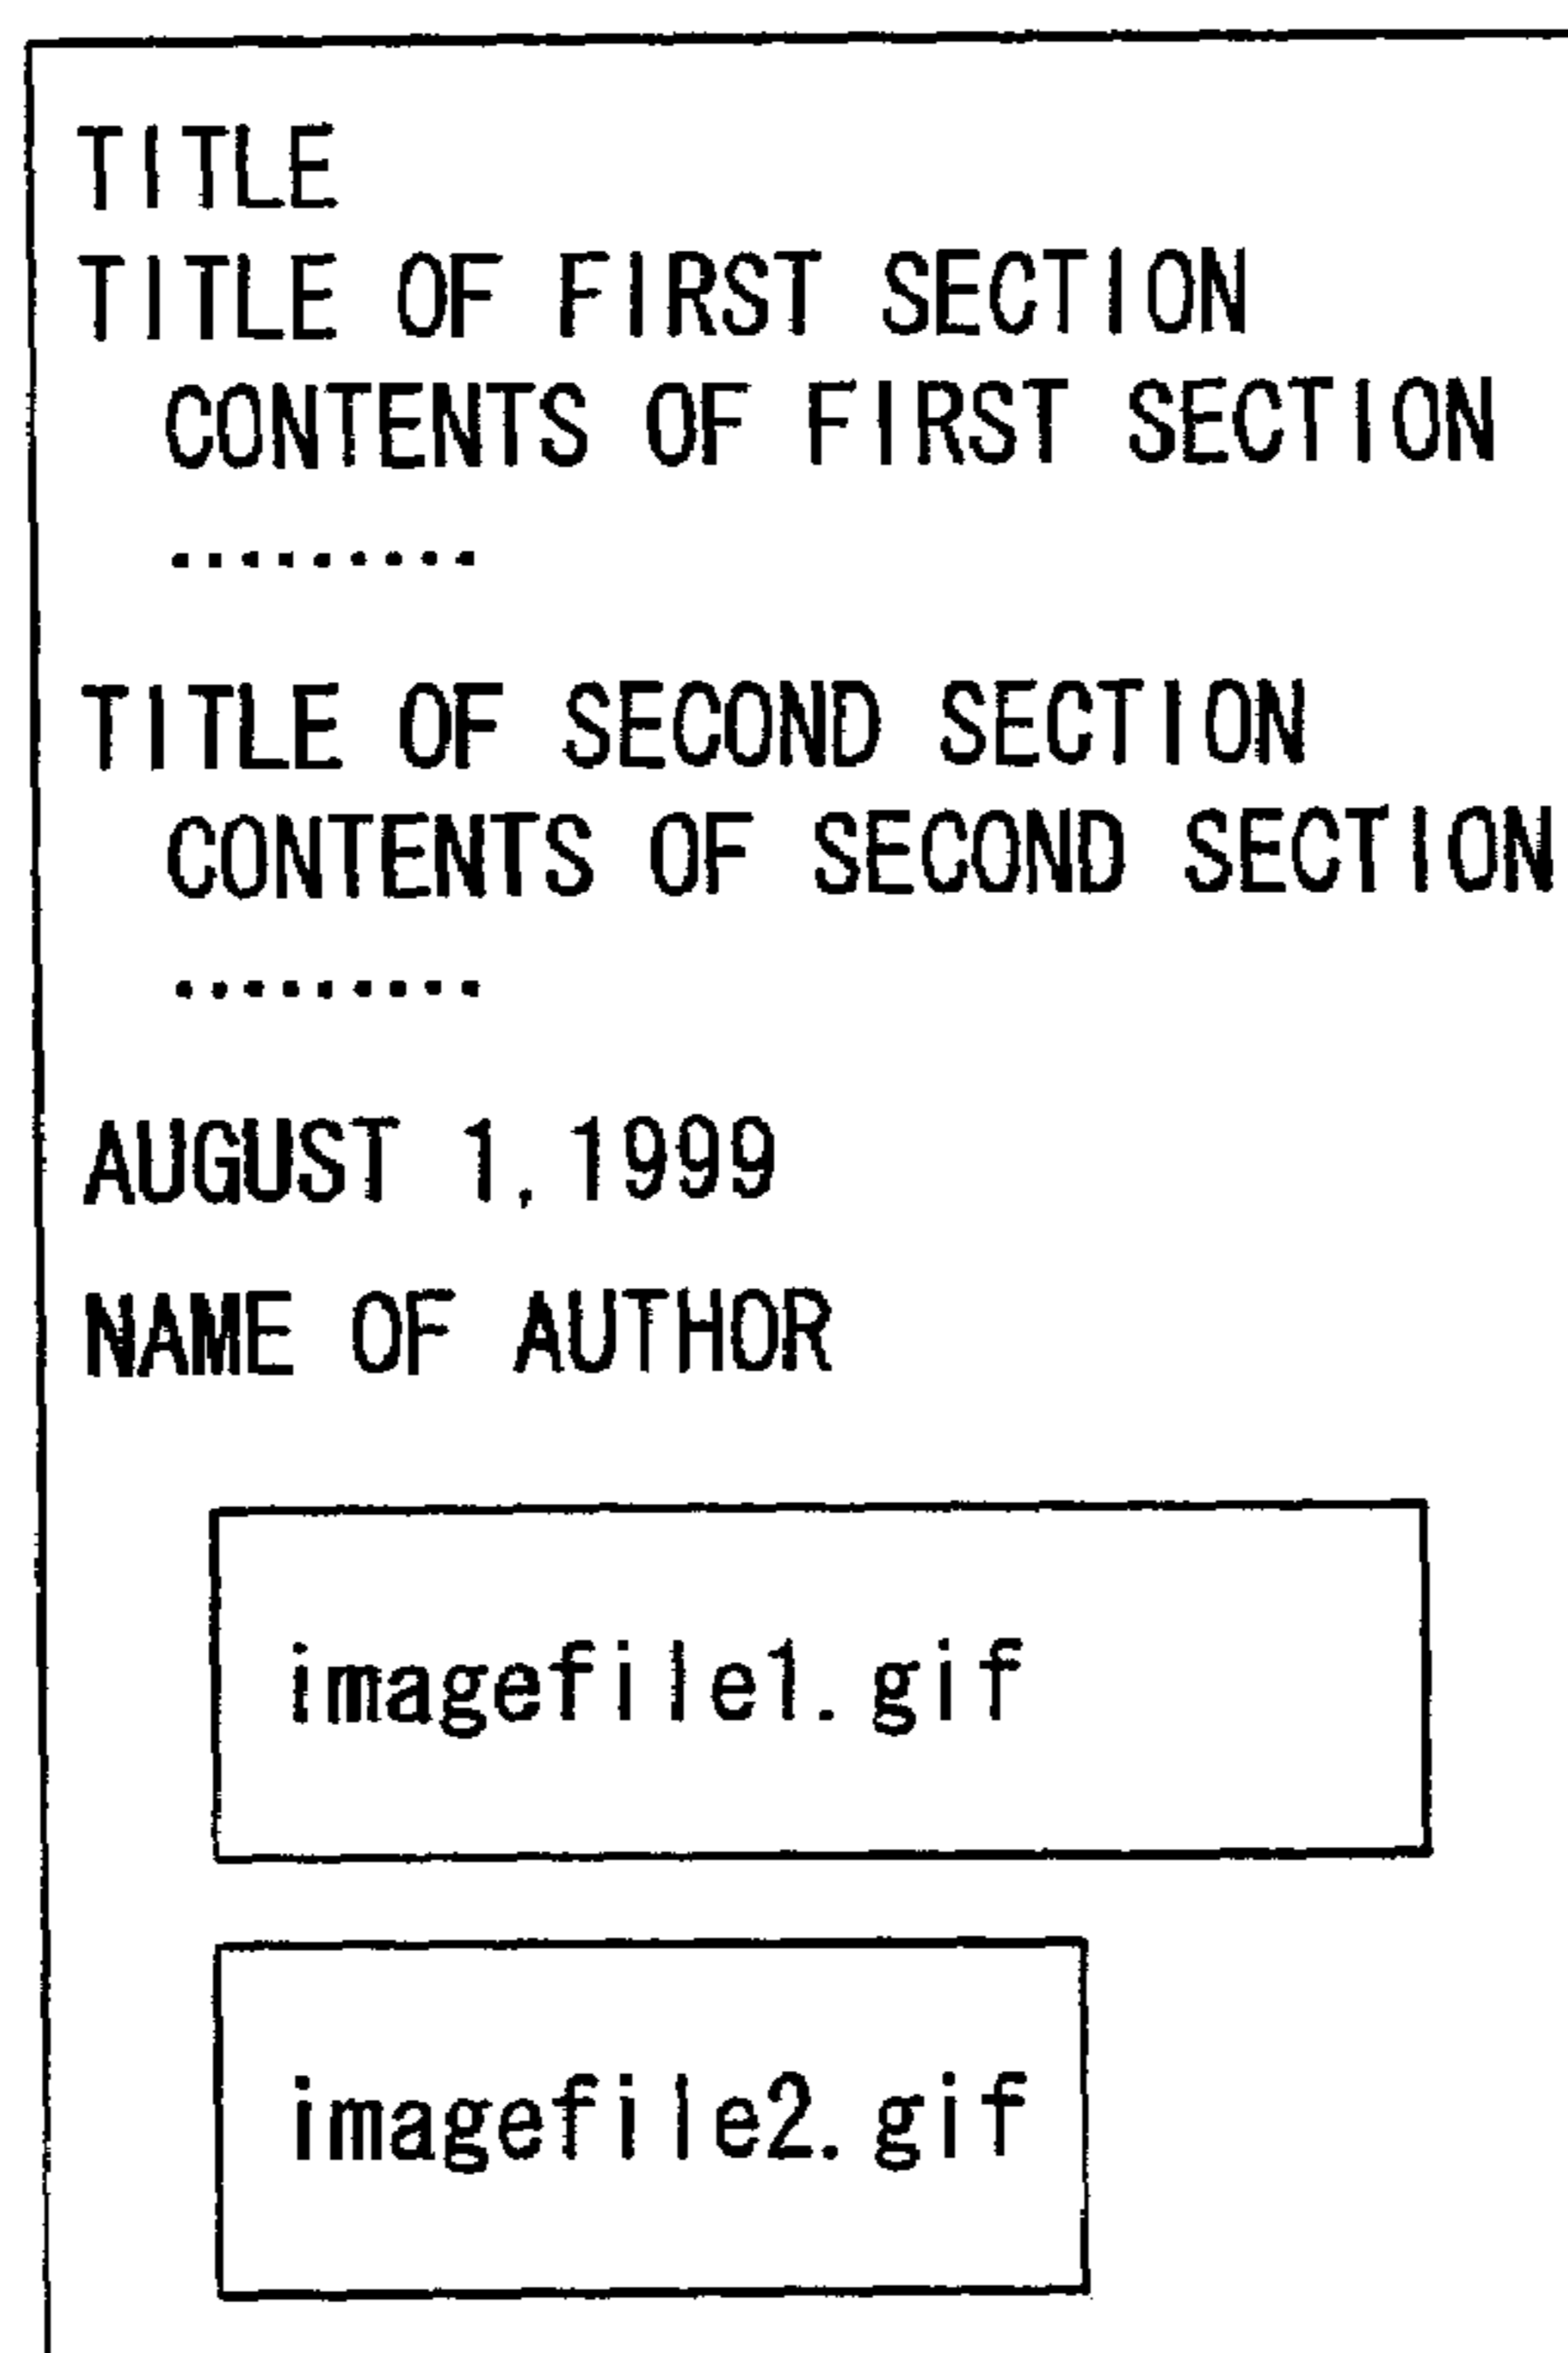 TITLE
TITLE OF FIRST SECTION
CONTENTS OF FIRST SECTION
.........
TITLE OF SECOND SECTION
CONTENTS OF SECOND SECTION
.........
AUGUST 1, 1999
NAME OF AUTHOR
imagefile1.gif
imagefile2.gif